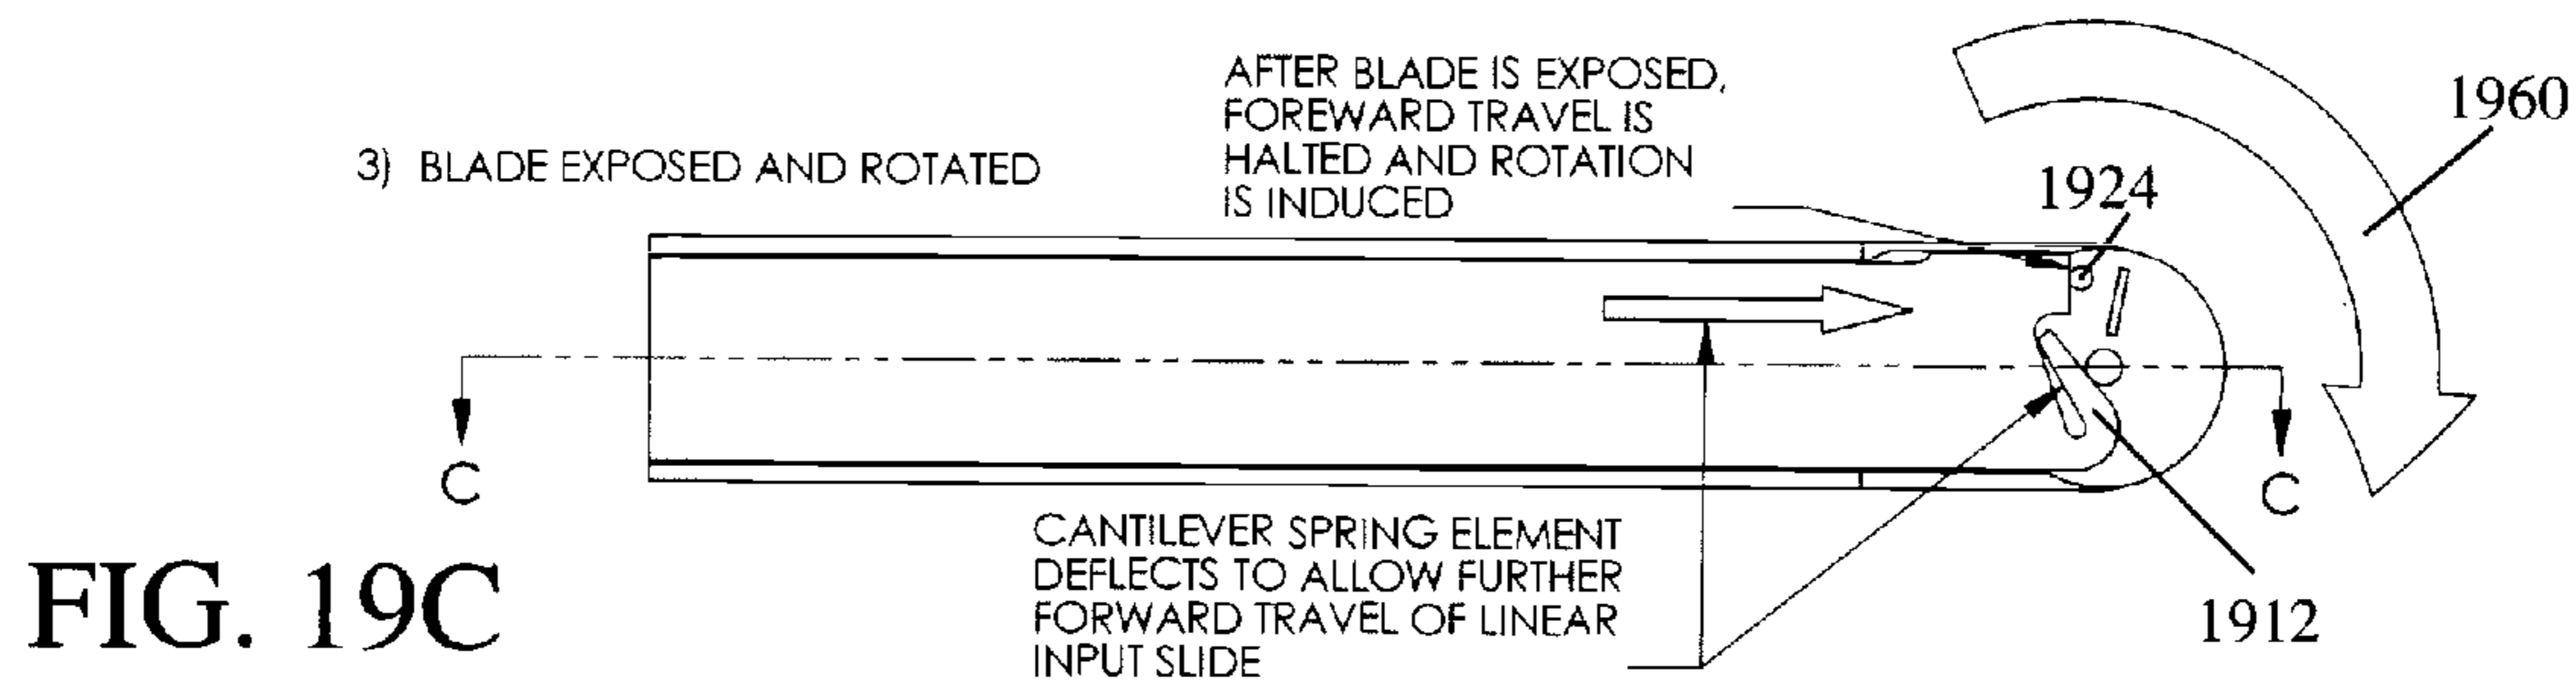 AFTER BLADE IS EXPOSED,
FOREWARD TRAVEL IS
HALTED AND ROTATION
IS INDUCED
1960
3) BLADE EXPOSED AND ROTATED
1924
C
C
CANTILEVER SPRING ELEMENT
DEFLECTS TO ALLOW FURTHER
FORWARD TRAVEL OF LINEAR
INPUT SLIDE
1912
FIG. 19C